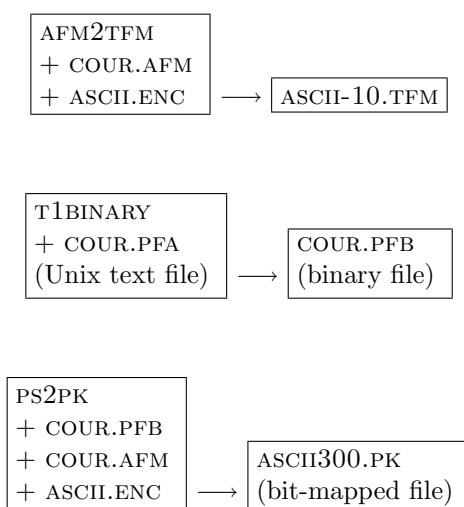 AFM2TFM
+ COUR.AFM
+ ASCII.ENC ⟶ ASCII-10.TFM
T1BINARY
+ COUR.PFA
(Unix text file) ⟶
COUR.PFB
(binary file)
PS2PK
+ COUR.PFB
+ COUR.AFM
+ ASCII.ENC ⟶
ASCII300.PK
(bit-mapped file)